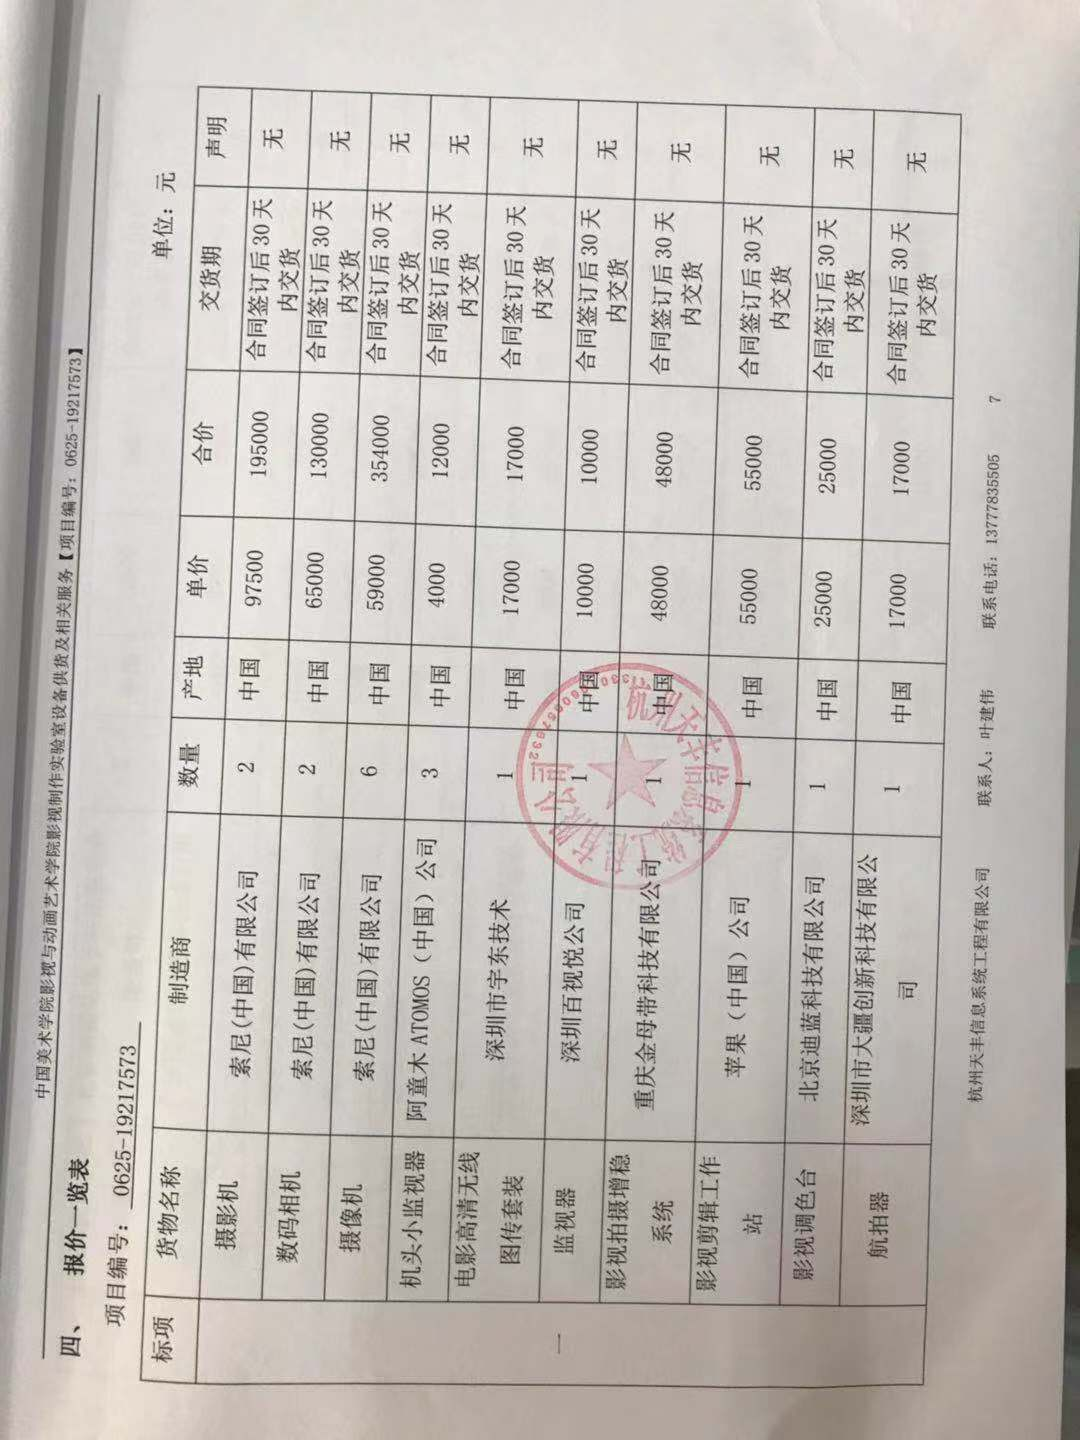 中国美术学院影视与动画艺术学院影视制作实验室设备供货及相关服务【项目编号：0625-19217573】
四、 报价一览表
项目编号： 0625-19217573
单位：元
标项 货物名称 制造商 数量 产地 单价 合价 交货期 声明
一
摄影机 索尼(中国)有限公司 2 中国 97500 195000 合同签订后30天 无
内交货
数码相机 索尼(中国)有限公司 2 中国 65000 130000 合同签订后30天 无
内交货
摄像机 索尼(中国)有限公司 6 中国 59000 354000 合同签订后30天 无
内交货
机头小监视器 阿童木 ATOMOS（中国）公司 3 中国 4000 12000 合同签订后30天 无
内交货
电影高清无线 深圳市宇东技术 1 中国 17000 17000 合同签订后30天 无
图传套装 内交货
监视器 深圳百视悦公司 1 中国 10000 10000 合同签订后30天 无
内交货
影视拍摄增稳 重庆金母带科技有限公司 1 中国 48000 48000 合同签订后30天 无
系统 内交货
影视剪辑工作 苹果（中国）公司 1 中国 55000 55000 合同签订后30天 无
站 内交货
影视调色台 北京迪蓝科技有限公司 1 中国 25000 25000 合同签订后30天 无
内交货
航拍器 深圳市大疆创新科技有限公 1 中国 17000 17000 合同签订后30天 无
司 内交货
杭州天丰信息系统工程有限公司
杭州天丰信息系统工程有限公司 联系人：叶建伟 联系电话：13777835505 7